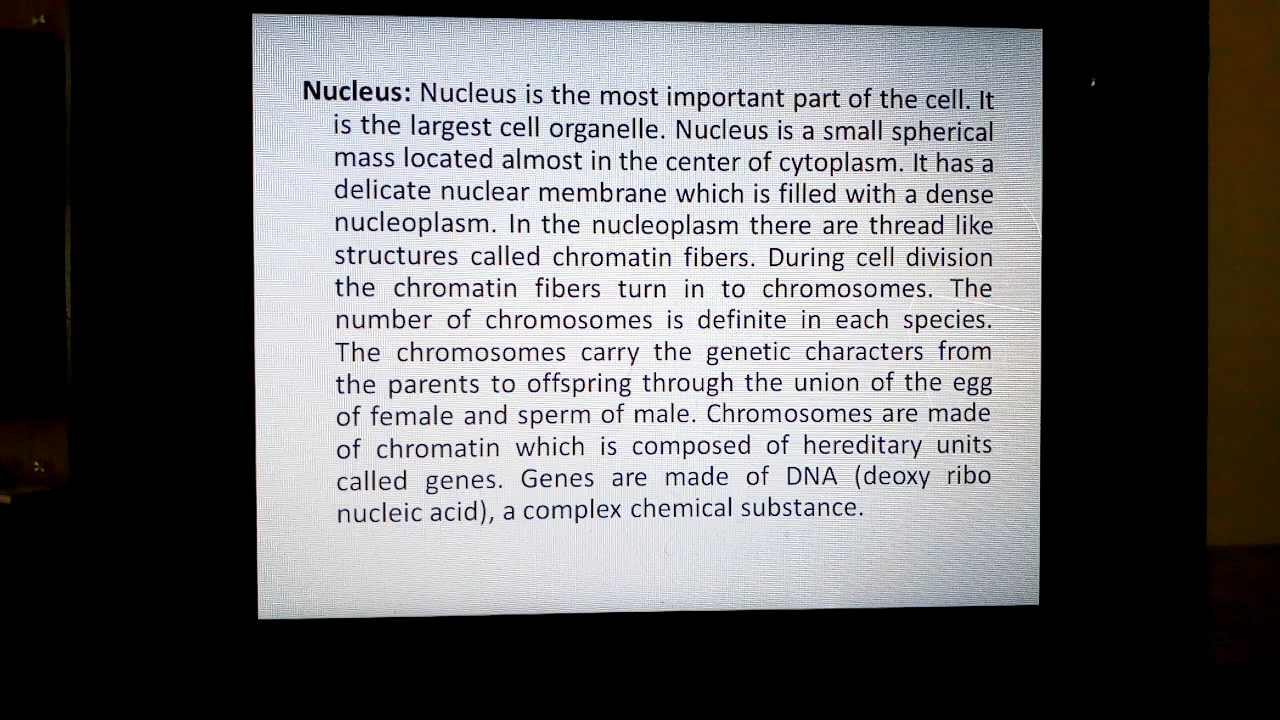 Nucleus: Nucleus is the most important part of the cell. It
is the largest cell organelle. Nucleus is a small spherical
mass located almost in the center of cytoplasm. It has a
delicate nuclear membrane which is filled with a dense
nucleoplasm. In the nucleoplasm there are thread like
structures called chromatin fibers. During cell division
the chromatin fibers turn in to chromosomes. The
number of chromosomes is definite in each species.
The chromosomes carry the genetic characters from
the parents to offspring through the union of the egg
of female and sperm of male. Chromosomes are made
of chromatin which is composed of hereditary units
called genes. Genes are made of DNA (deoxy ribo
nucleic acid), a complex chemical substance.